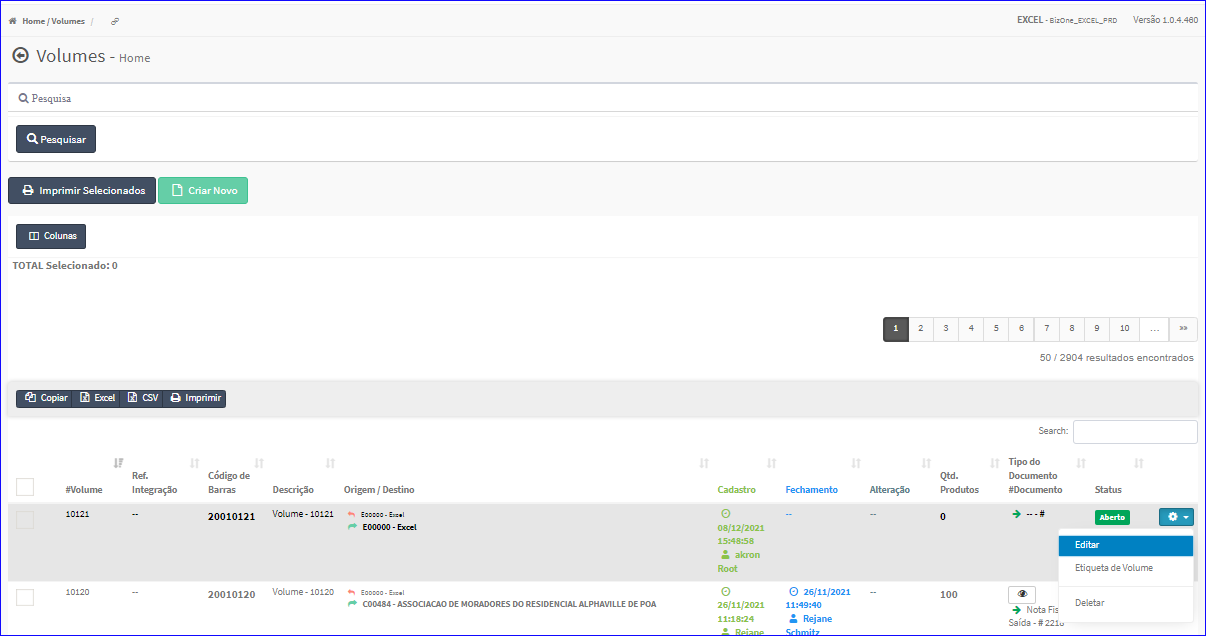 Home / Volumes /
EXCEL - BizOne_EXCEL_PRD Versão 1.0.4.460
Volumes - Home
Pesquisa
Pesquisar
Imprimir Selecionados Criar Novo
Colunas
TOTAL Selecionado: 0
1 2 3 4 5 6 7 8 9 10 ... >>
50 / 2904 resultados encontrados
Copiar Excel CSV Imprimir
Search:
#Volume Ref. Integração Código de Barras Descrição Origem / Destino Cadastro Fechamento Alteração Qtd. Produtos Tipo do Documento #Documento Status
10121 -- 20010121 Volume - 10121 E00000 - Excel -- -- 0 -- - # Aberto
E00000 - Excel
08/12/2021
15:48:58
akron
Root
Editar
Etiqueta de Volume
Deletar
10120 -- 20010120 Volume - 10120 E00000 - Excel 26/11/2021 -- 100
C00484 - ASSOCIACAO DE MORADORES DO RESIDENCIAL ALPHAVILLE DE POA
26/11/2021 11:49:40 Nota Fis
11:18:24 Rejane Saída - # 2216
Rejane Schmitz